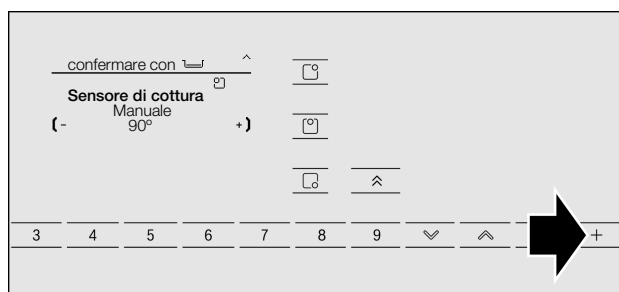 confermare con
Sensore di cottura
Manuale
- 90° +
3 4 5 6 7 8 9 +